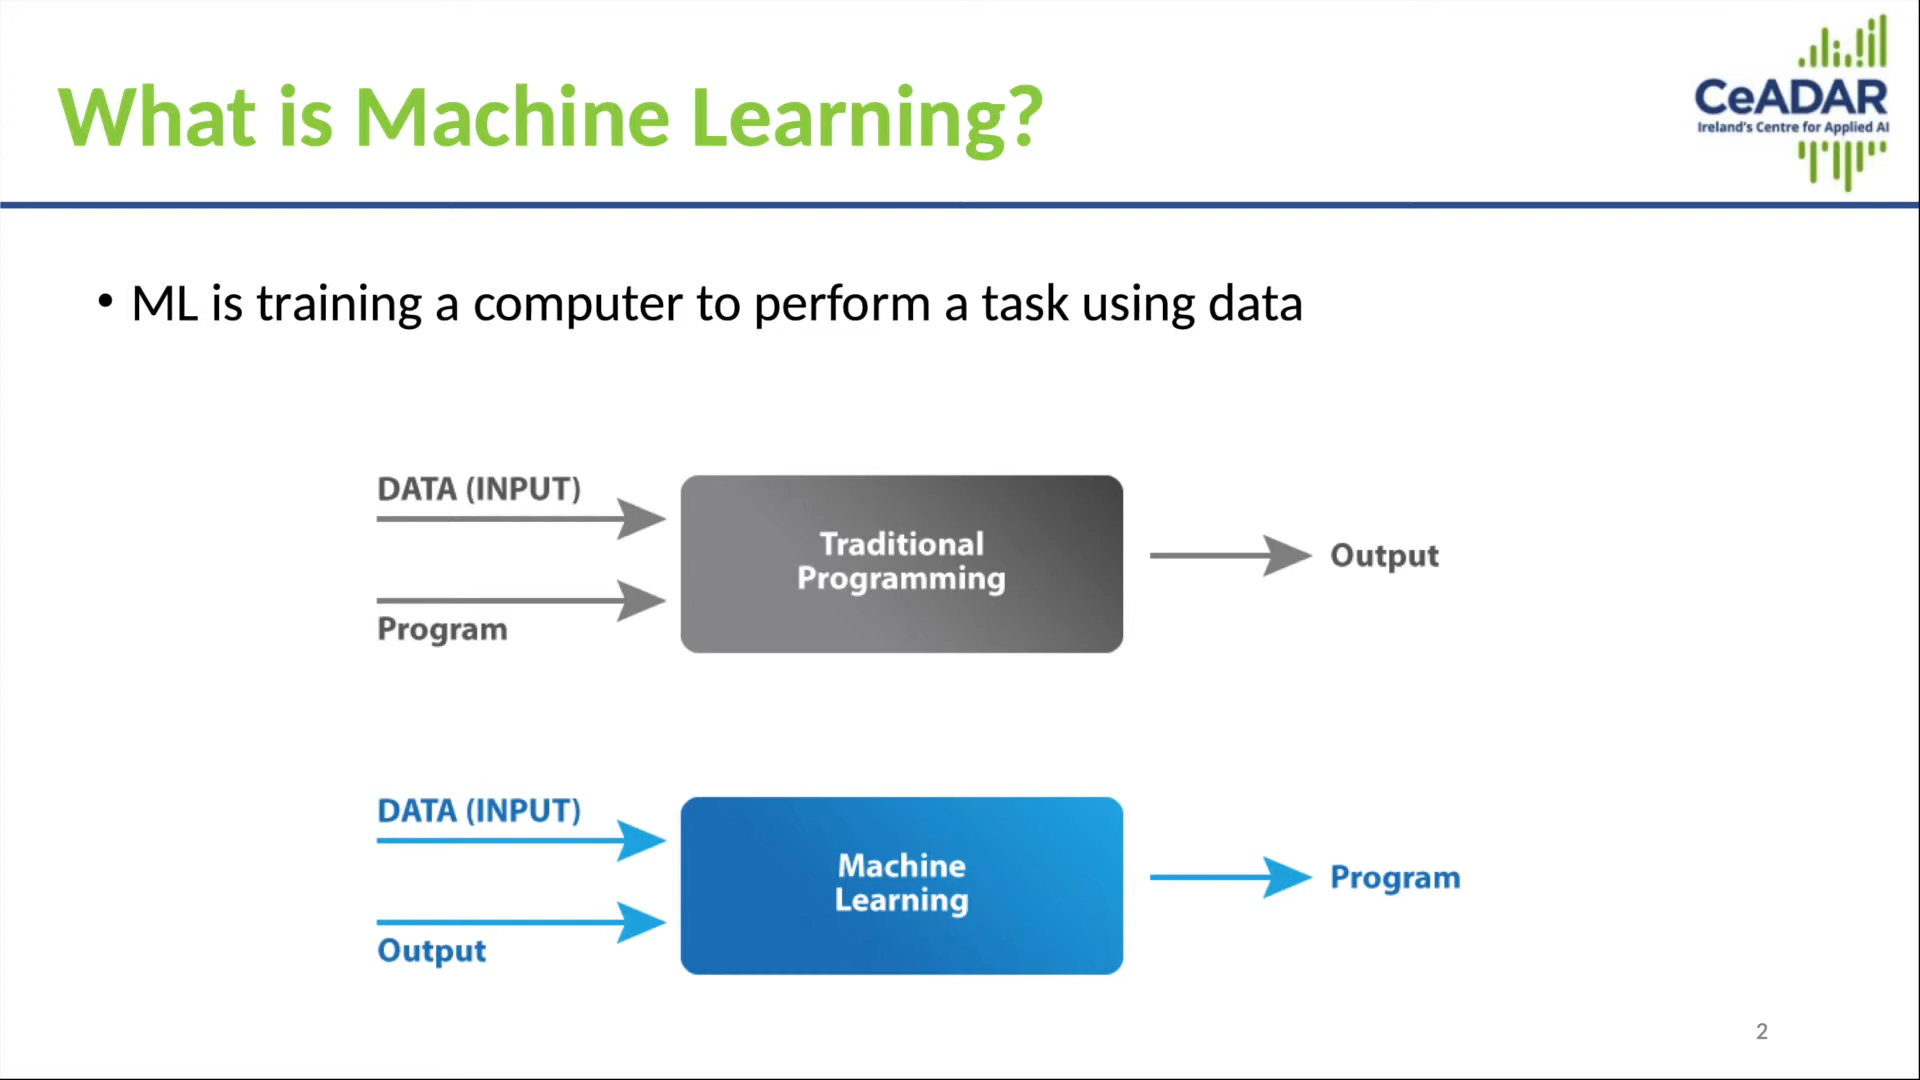 What is Machine Learning?
CeADAR
Ireland's Centre for Applied AI
• ML is training a computer to perform a task using data
DATA (INPUT)
Program
Traditional
Programming
Output
DATA (INPUT)
Output
Machine
Learning
Program
2